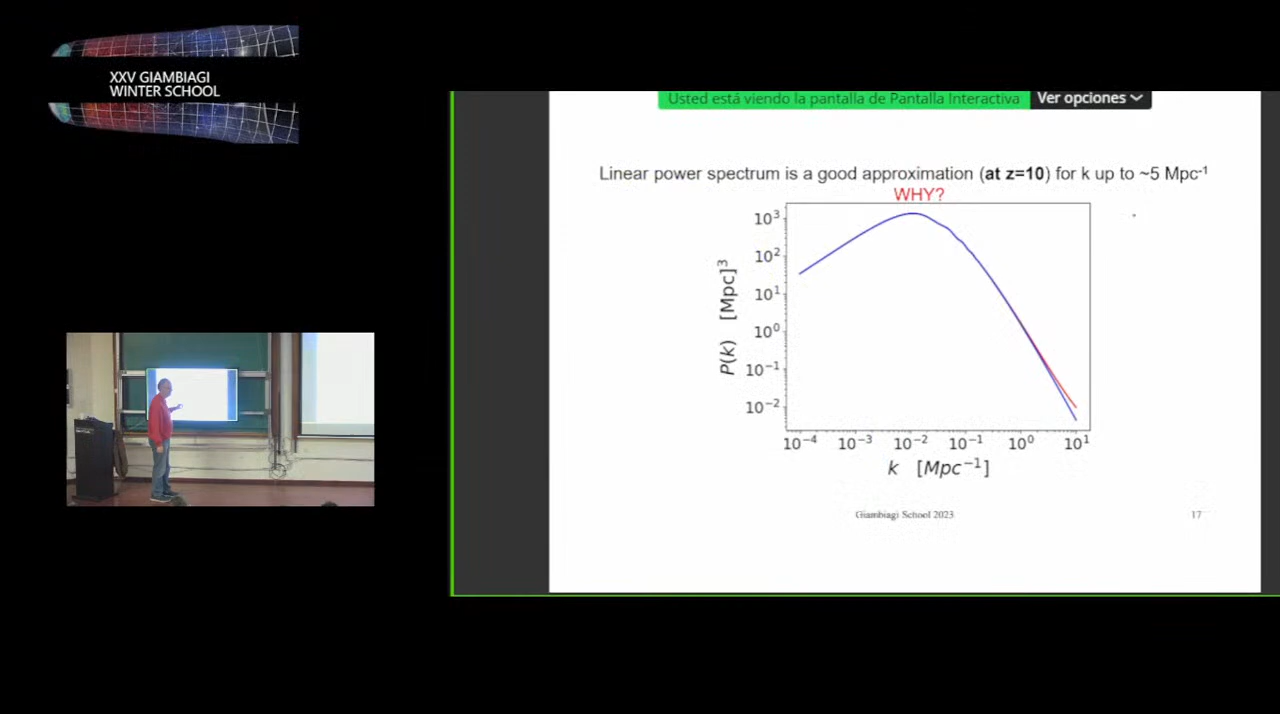 XXV GIAMBIAGI
WINTER SCHOOL
Usted está viendo la pantalla de Pantalla Interactiva Ver opciones
Linear power spectrum is a good approximation (at z=10) for k up to ~5 Mpc⁻¹
WHY?
10³
10²
10¹
10⁰
10⁻¹
10⁻²
P(k) [Mpc]³
10⁻⁴ 10⁻³ 10⁻² 10⁻¹ 10⁰ 10¹
k [Mpc⁻¹]
Giambiagi School 2023 17